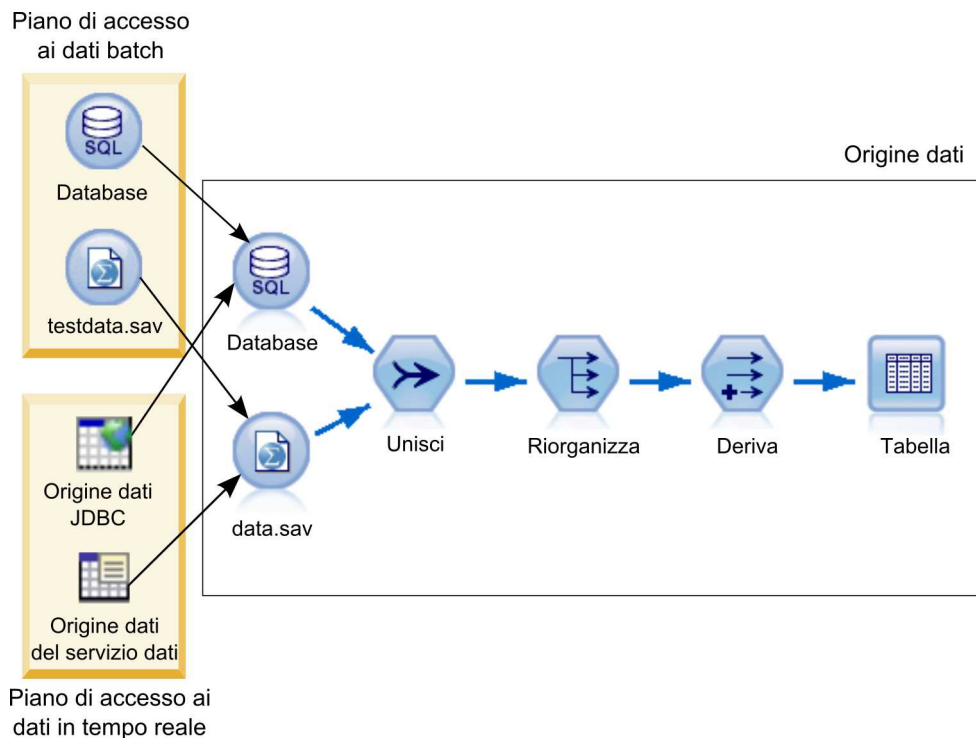 Piano di accesso
ai dati batch
SQL
Database
testdata.sav
Origine dati
JDBC
Origine dati
del servizio dati
Piano di accesso ai
dati in tempo reale
Origine dati
SQL
Database
data.sav
Unisci
Riorganizza
Deriva
Tabella